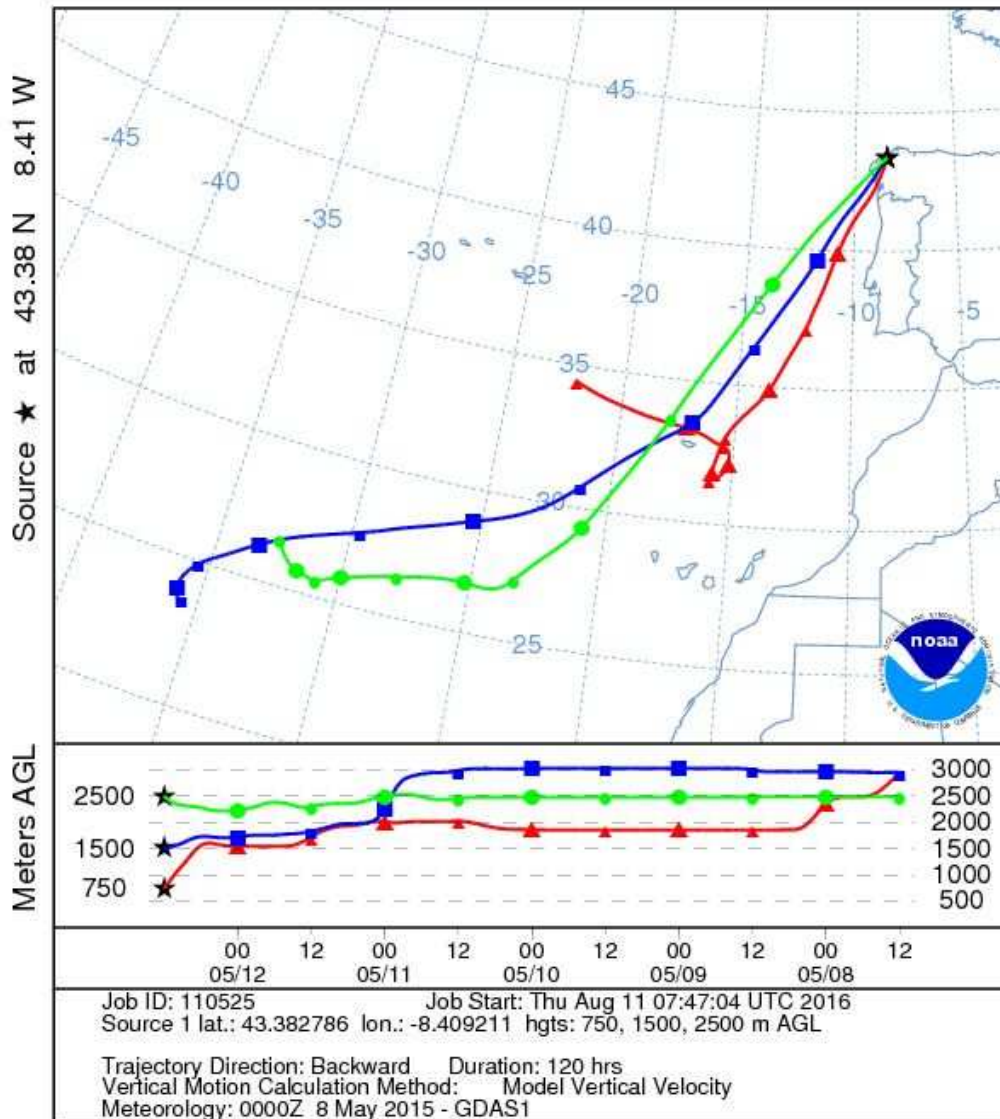 Source ★ at 43.38 N 8.41 W
45
-45
-40
40
-35
-30
-25
-20
-15
-10
-5
35
30
25
noaa
Meters AGL
2500
1500
750
3000
2500
2000
1500
1000
500
00 12 00 12 00 12 00 12 00 12
05/12 05/11 05/10 05/09 05/08
Job ID: 110525 Job Start: Thu Aug 11 07:47:04 UTC 2016
Source 1 lat.: 43.382786 lon.: -8.409211 hgts: 750, 1500, 2500 m AGL
Trajectory Direction: Backward Duration: 120 hrs
Vertical Motion Calculation Method: Model Vertical Velocity
Meteorology: 0000Z 8 May 2015 - GDAS1